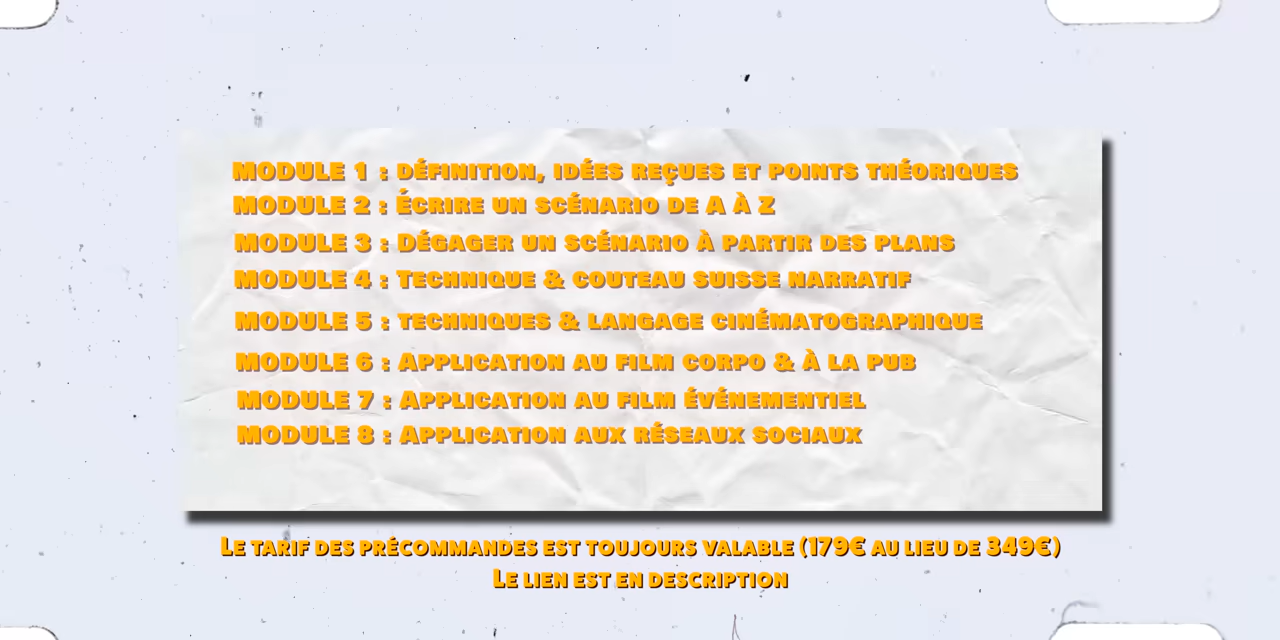 MODULE 1 : DÉFINITION, IDÉES REÇUES ET POINTS THÉORIQUES
MODULE 2 : ÉCRIRE UN SCÉNARIO DE A À Z
MODULE 3 : DÉGAGER UN SCÉNARIO À PARTIR DES PLANS
MODULE 4 : TECHNIQUE & COUTEAU SUISSE NARRATIF
MODULE 5 : TECHNIQUES & LANGAGE CINÉMATOGRAPHIQUE
MODULE 6 : APPLICATION AU FILM CORPO & À LA PUB
MODULE 7 : APPLICATION AU FILM ÉVÉNEMENTIEL
MODULE 8 : APPLICATION AUX RÉSEAUX SOCIAUX
LE TARIF DES PRÉCOMMANDES EST TOUJOURS VALABLE (179€ AU LIEU DE 349€)
LE LIEN EST EN DESCRIPTION